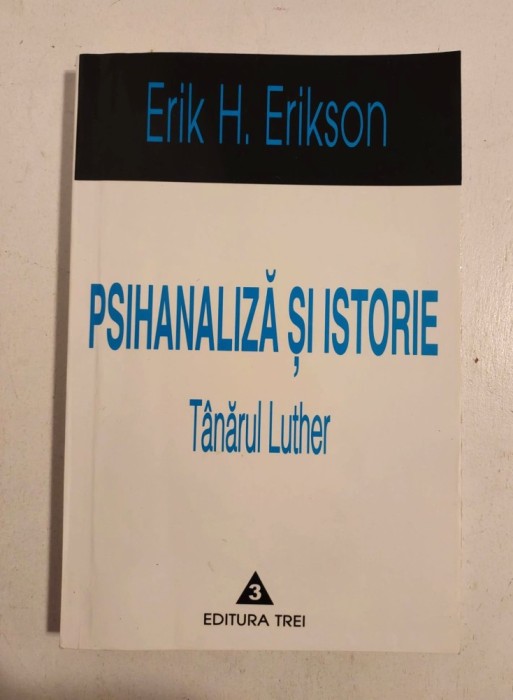 Erik H. Erikson
PSIHANALIZĂ ȘI ISTORIE
Tânărul Luther
3
EDITURA TREI